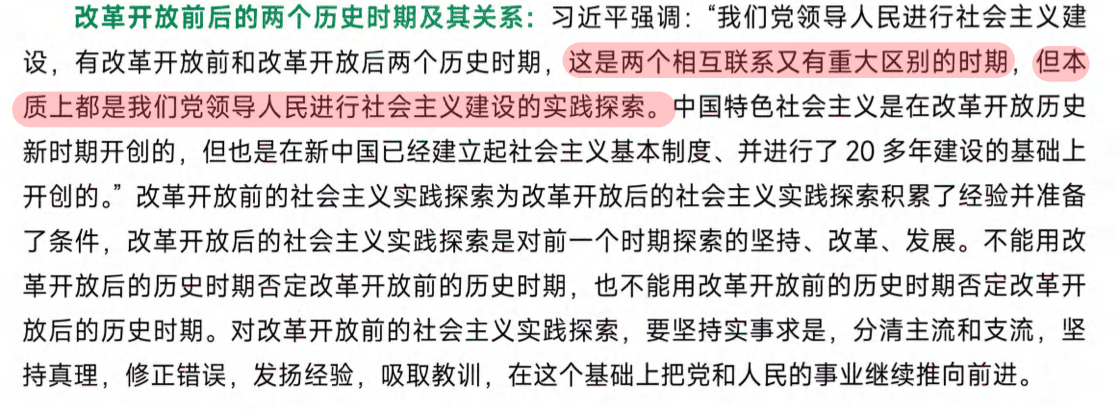 改革开放前后的两个历史时期及其关系：习近平强调：“我们党领导人民进行社会主义建
设，有改革开放前和改革开放后两个历史时期，这是两个相互联系又有重大区别的时期，但本
质上都是我们党领导人民进行社会主义建设的实践探索。中国特色社会主义是在改革开放历史
新时期开创的，但也是在新中国已经建立起社会主义基本制度、并进行了 20 多年建设的基础上
开创的。”改革开放前的社会主义实践探索为改革开放后的社会主义实践探索积累了经验并准备
了条件，改革开放后的社会主义实践探索是对前一个时期探索的坚持、改革、发展。不能用改
革开放后的历史时期否定改革开放前的历史时期，也不能用改革开放前的历史时期否定改革开
放后的历史时期。对改革开放前的社会主义实践探索，要坚持实事求是，分清主流和支流，坚
持真理，修正错误，发扬经验，吸取教训，在这个基础上把党和人民的事业继续推向前进。